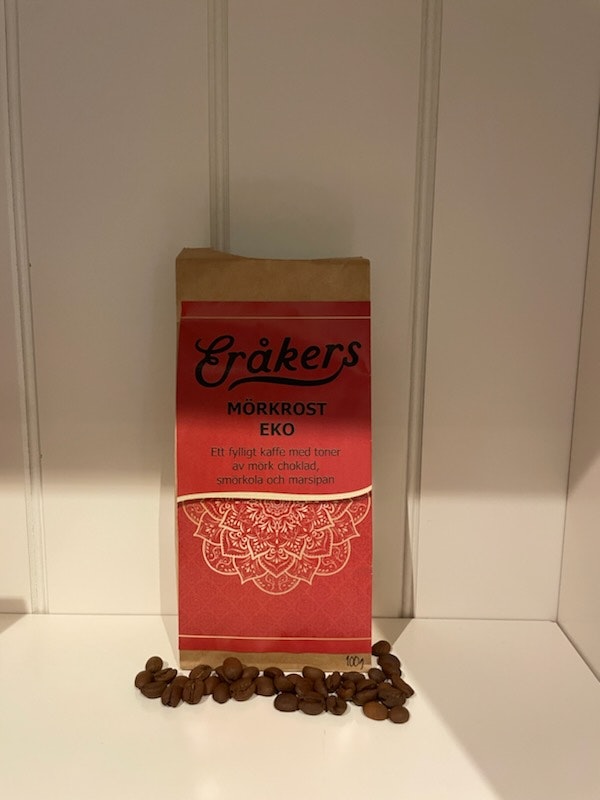 Eråkers
MÖRKROST
EKO
Ett fylligt kaffe med toner
av mörk choklad,
smörkola och marsipan
100g